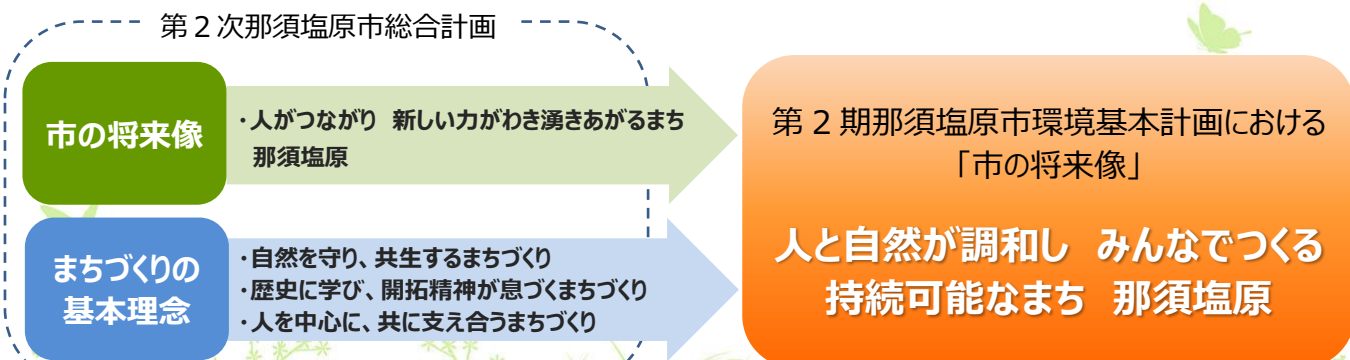 第２次那須塩原市総合計画
市の将来像
・人がつながり　新しい力がわき湧きあがるまち
那須塩原
まちづくりの
基本理念
・自然を守り、共生するまちづくり
・歴史に学び、開拓精神が息づくまちづくり
・人を中心に、共に支え合うまちづくり
第２期那須塩原市環境基本計画における
「市の将来像」
人と自然が調和し　みんなでつくる
持続可能なまち　那須塩原